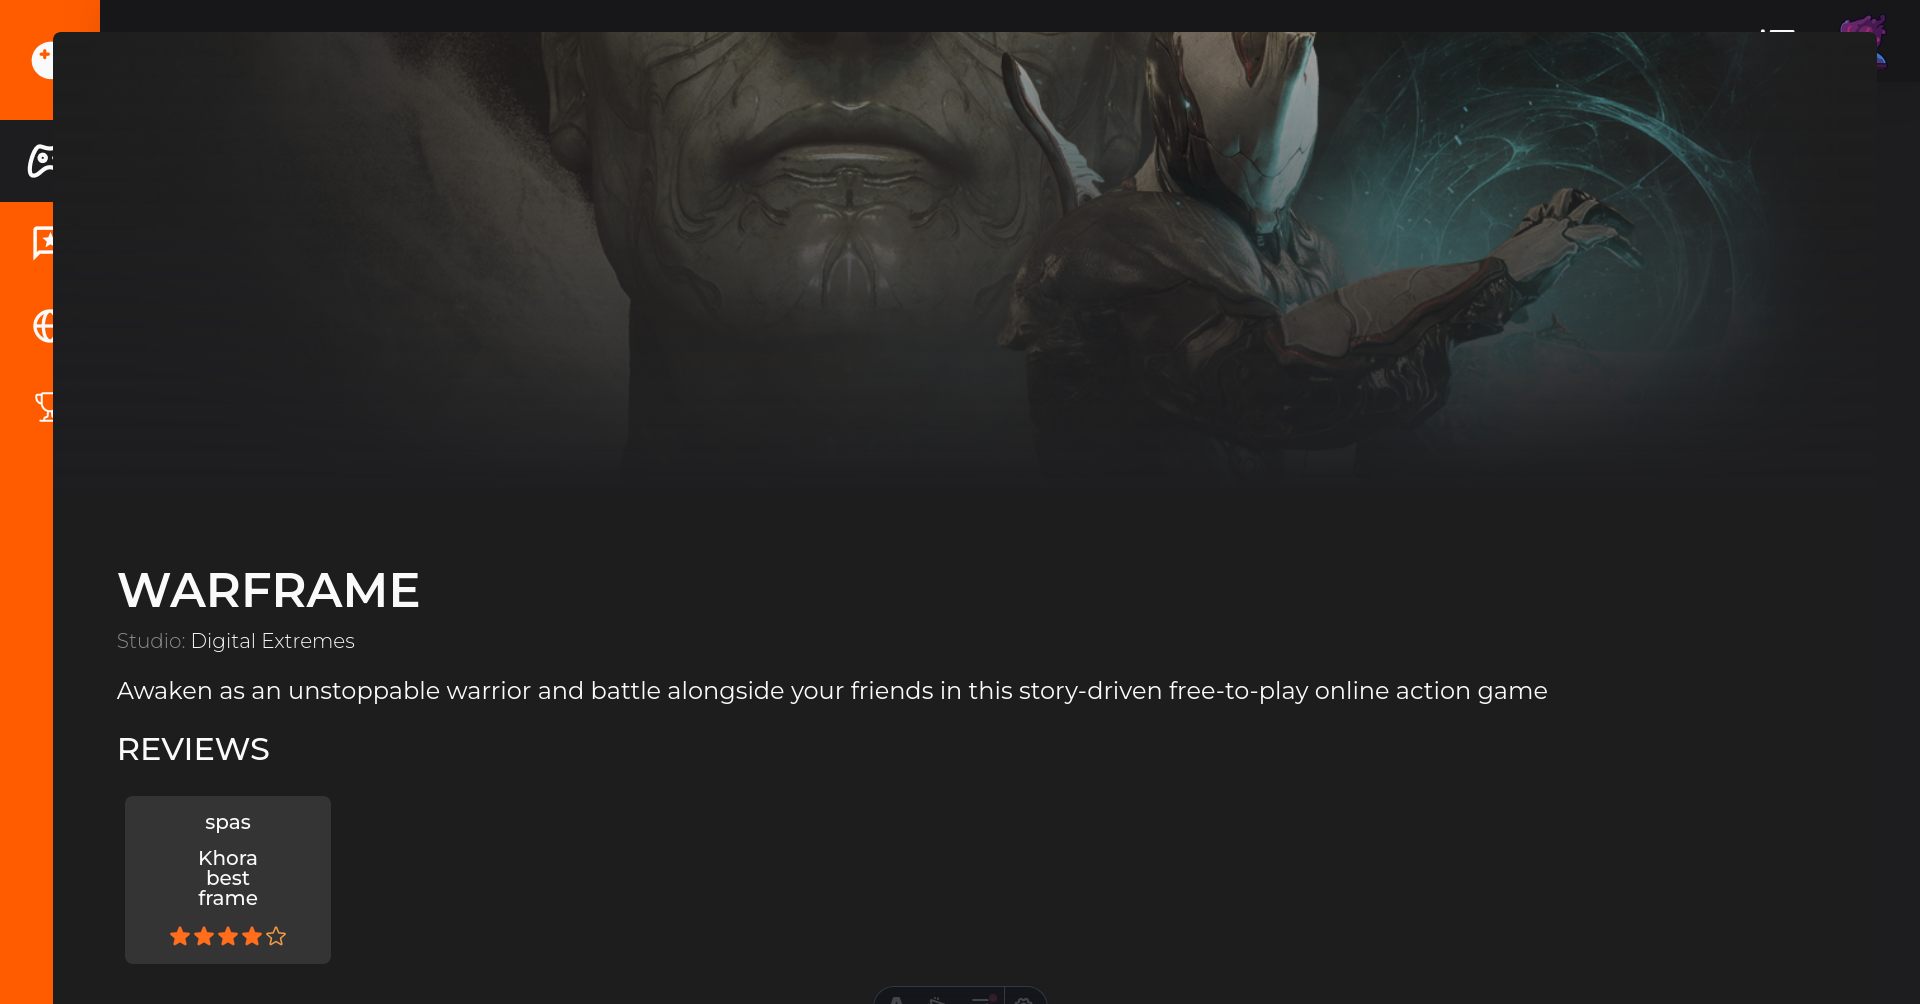 WARFRAME
Studio: Digital Extremes
Awaken as an unstoppable warrior and battle alongside your friends in this story-driven free-to-play online action game
REVIEWS
spas
Khora
best
frame